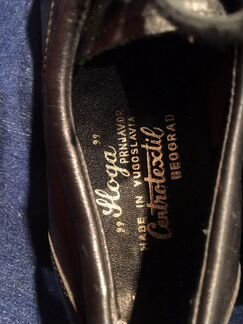 „Sloga”
PRNJAVOR
MADE IN YUGOSLAVIA
Centrotextil
BEOGRAD